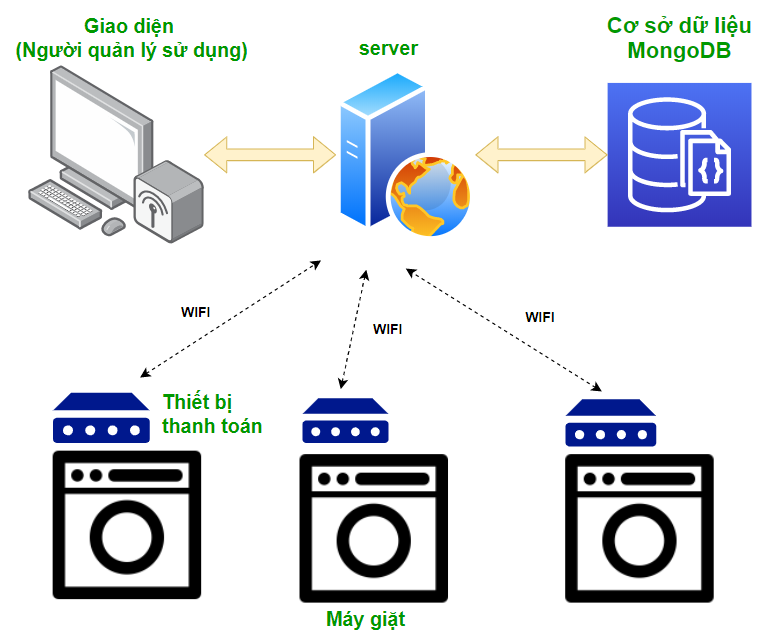 Giao diện
(Người quản lý sử dụng)
server
Cơ sở dữ liệu
MongoDB
{}
WIFI
WIFI
WIFI
Thiết bị
thanh toán
Máy giặt